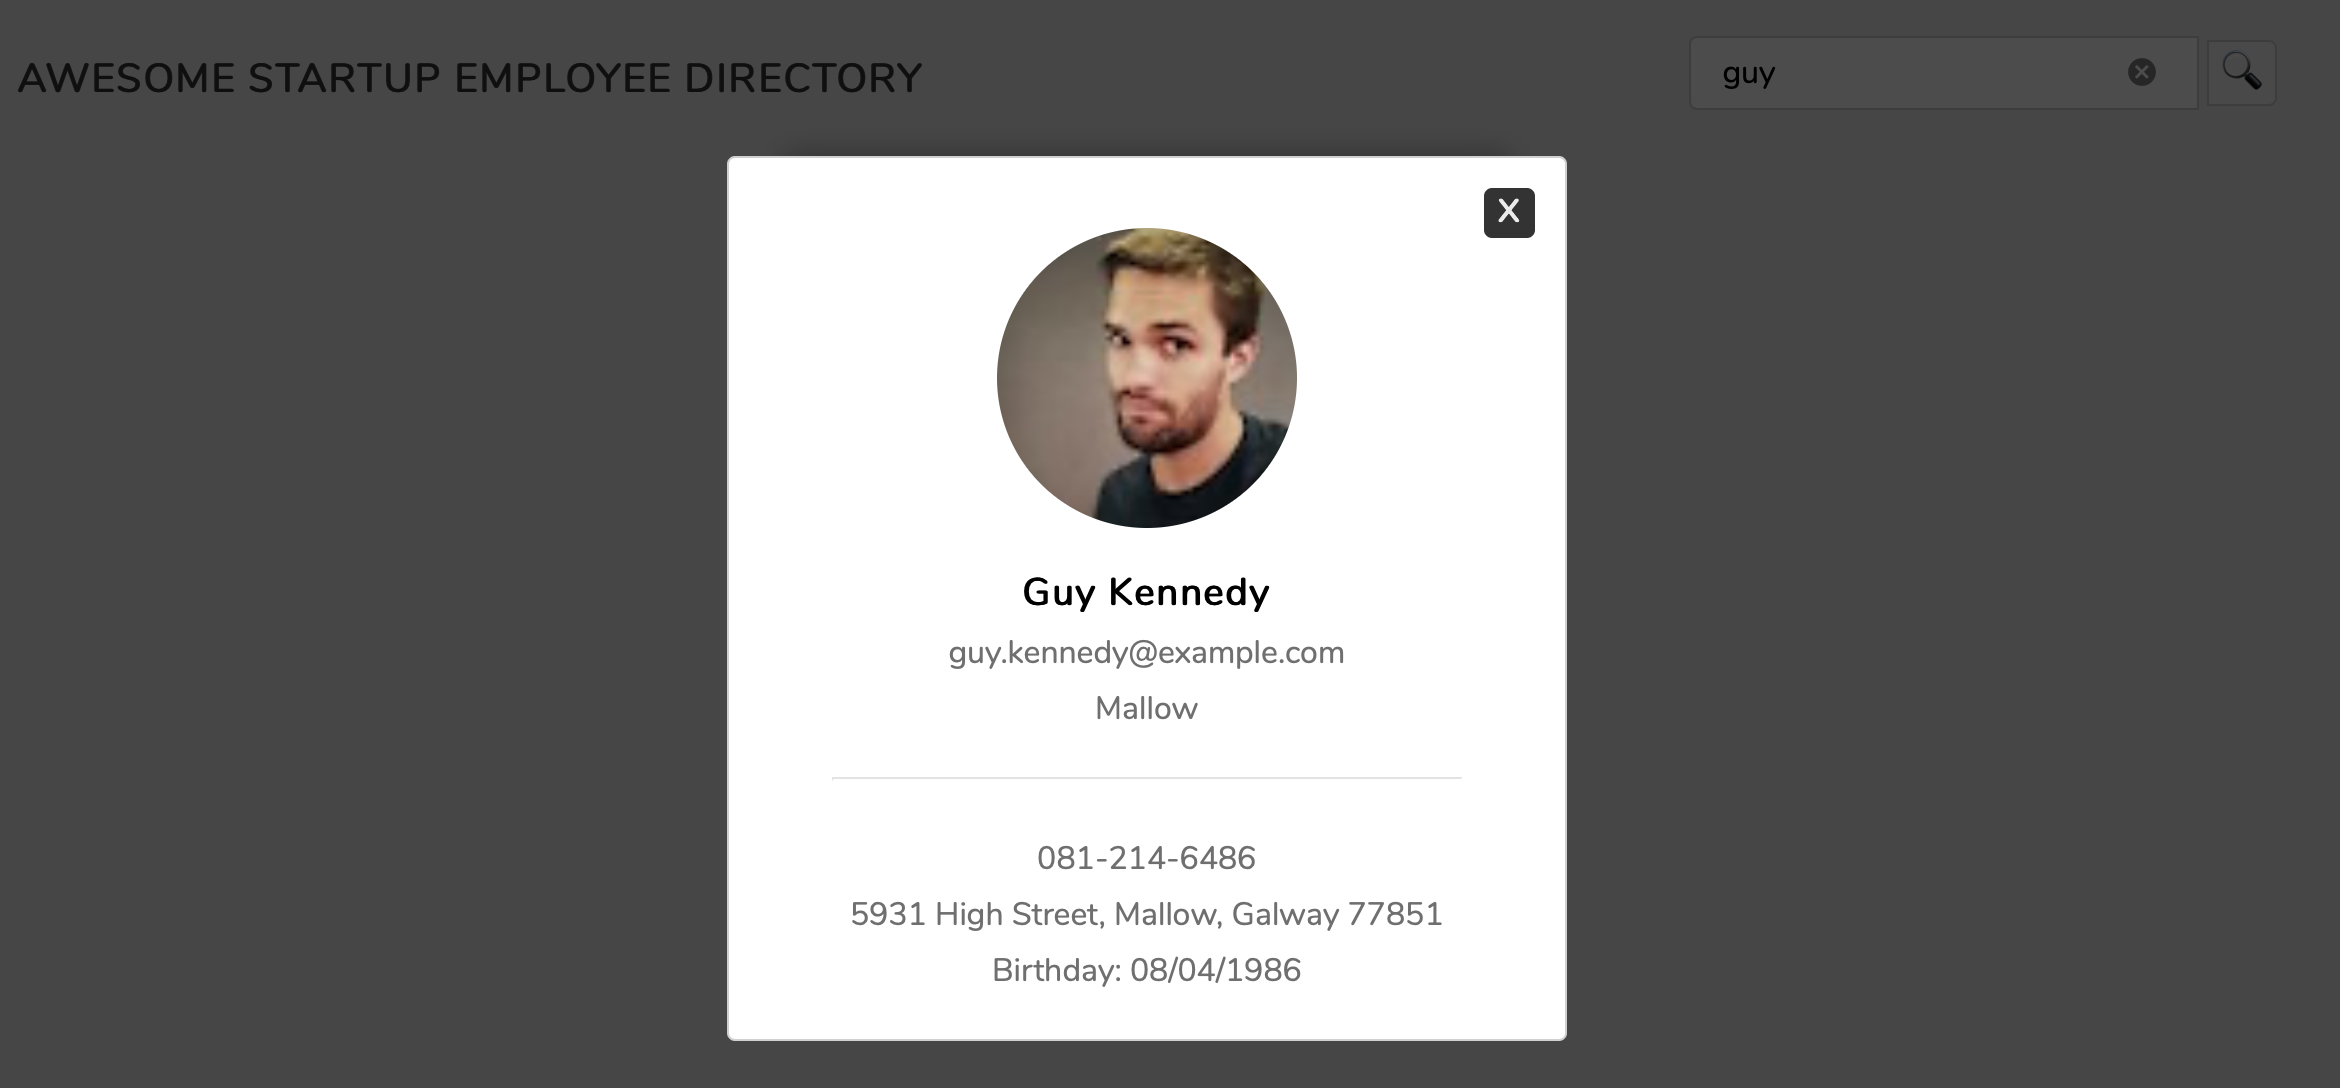 AWESOME STARTUP EMPLOYEE DIRECTORY
guy
X
Guy Kennedy
guy.kennedy@example.com
Mallow
081-214-6486
5931 High Street, Mallow, Galway 77851
Birthday: 08/04/1986